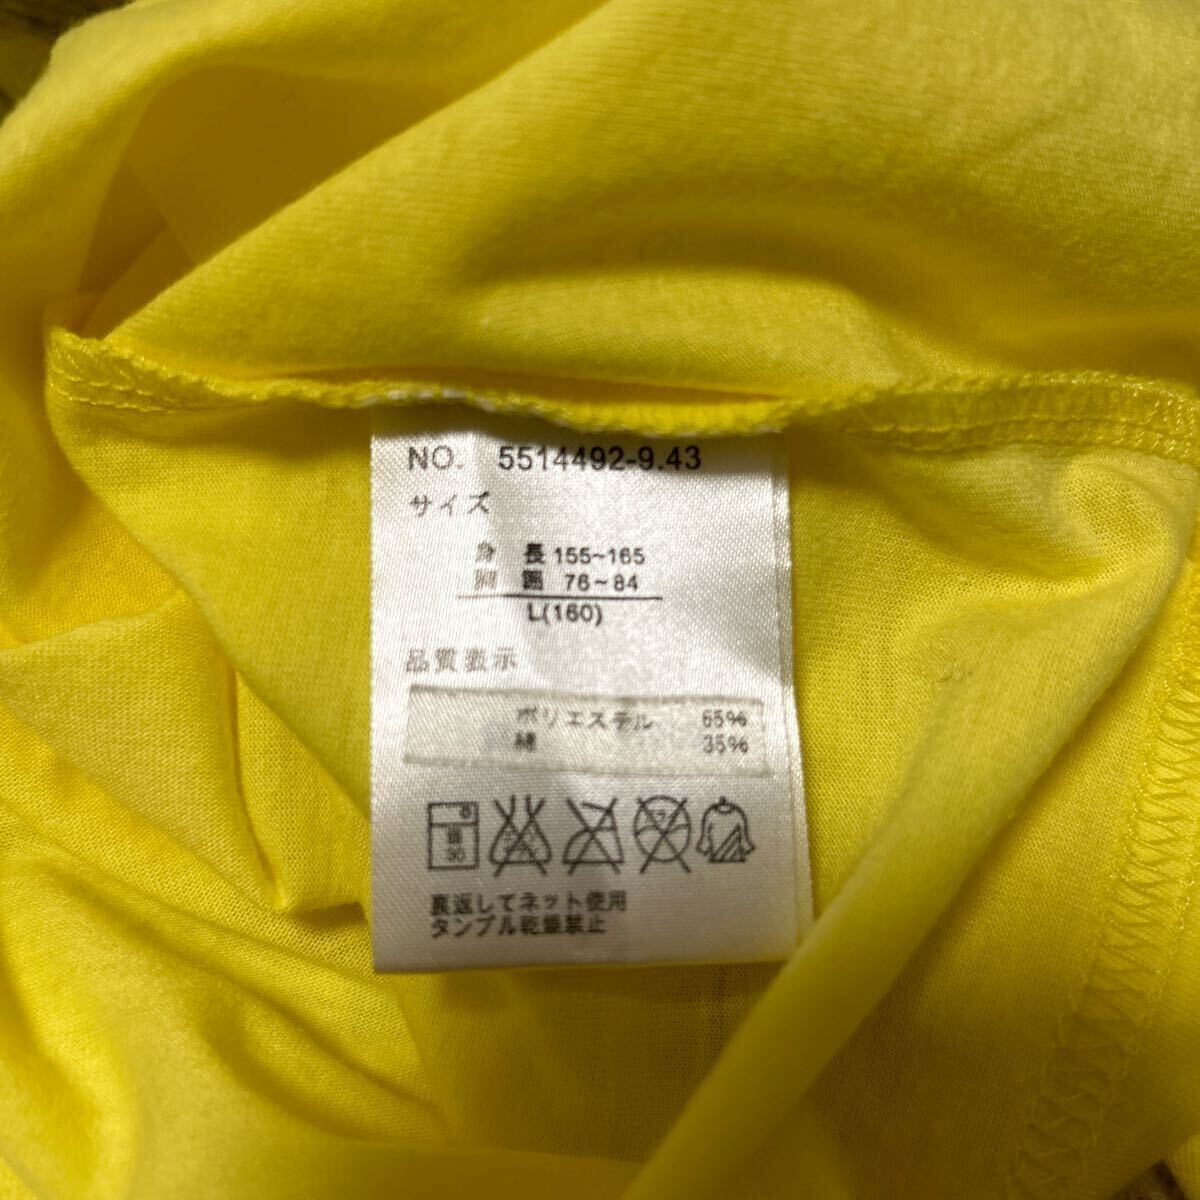 NO. 5514492-9.43
サイズ
身 長 155~165
胸 囲 76~84
L(160)
品質表示
ポリエステル 65%
綿 35%
30
裏返してネット使用
タンブル乾燥禁止